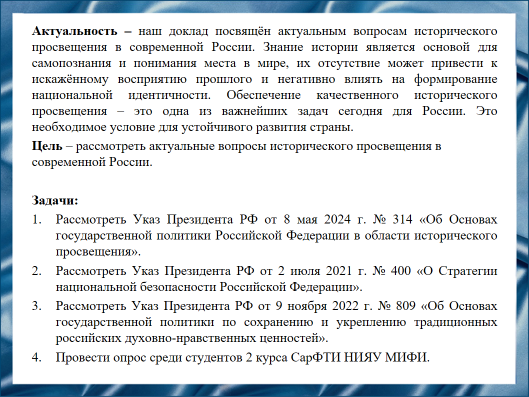 Актуальность – наш доклад посвящён актуальным вопросам исторического
просвещения в современной России. Знание истории является основой для
самопознания и понимания места в мире, их отсутствие может привести к
искажённому восприятию прошлого и негативно влиять на формирование
национальной идентичности. Обеспечение качественного исторического
просвещения – это одна из важнейших задач сегодня для России. Это
необходимое условие для устойчивого развития страны.
Цель – рассмотреть актуальные вопросы исторического просвещения в
современной России.
Задачи:
1. Рассмотреть Указ Президента РФ от 8 мая 2024 г. № 314 «Об Основах
государственной политики Российской Федерации в области исторического
просвещения».
2. Рассмотреть Указ Президента РФ от 2 июля 2021 г. № 400 «О Стратегии
национальной безопасности Российской Федерации».
3. Рассмотреть Указ Президента РФ от 9 ноября 2022 г. № 809 «Об Основах
государственной политики по сохранению и укреплению традиционных
российских духовно-нравственных ценностей».
4. Провести опрос среди студентов 2 курса СарФТИ НИЯУ МИФИ.